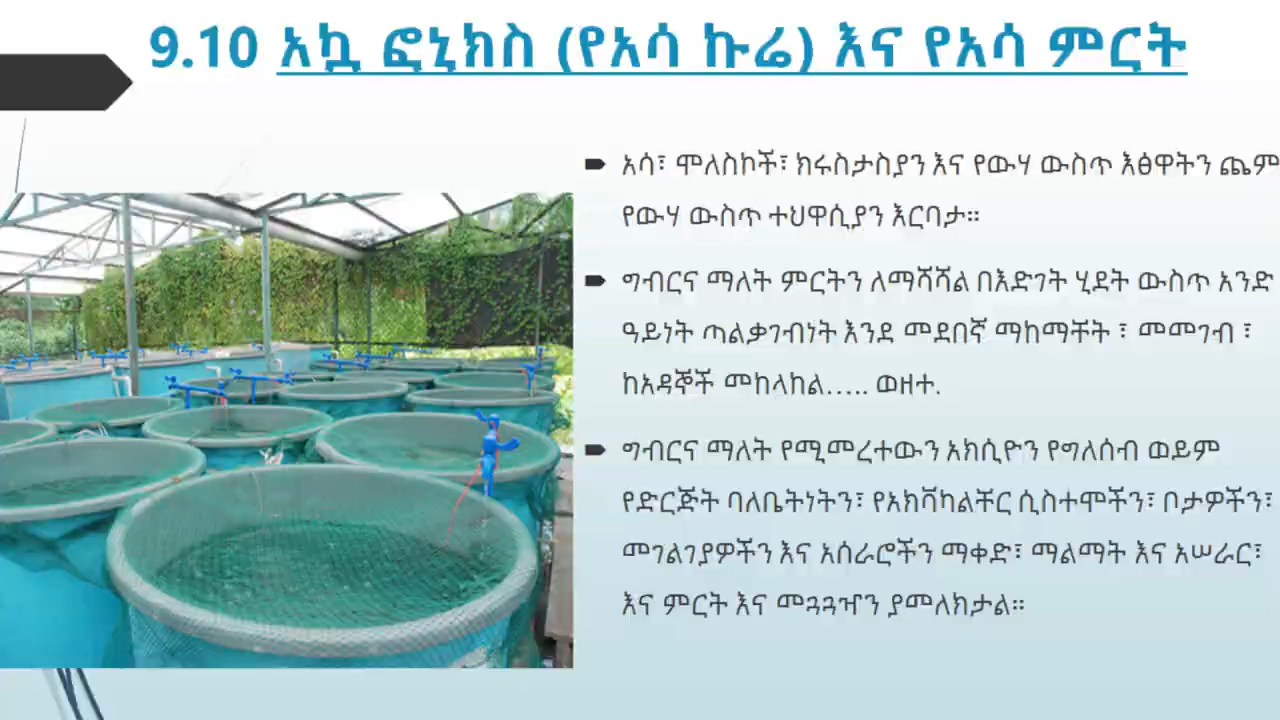 9.10 አኳ ፎኒክስ (የአሳ ኩሬ) እና የአሳ ምርት
አሳ፣ ሞለስኮች፣ ክሩስታስያን እና የውሃ ውስጥ እፅዋትን ጨም
የውሃ ውስጥ ተህዋሲያን እርባታ።
ግብርና ማለት ምርትን ለማሻሻል በእድገት ሂደት ውስጥ አንድ
ዓይነት ጣልቃገብነት እንደ መደበኛ ማከማቸት ፣ መመገብ ፣
ከአዳኞች መከላከል….. ወዘተ.
ግብርና ማለት የሚመረተውን አክሲዮን የግለሰብ ወይም
የድርጅት ባለቤትነትን፣ የአክቫካልቸር ሲስተሞችን፣ ቦታዎችን፣
መገልገያዎችን እና አሰራሮችን ማቀድ፣ ማልማት እና አሠራር፣
እና ምርት እና መጓጓዣን ያመለክታል።